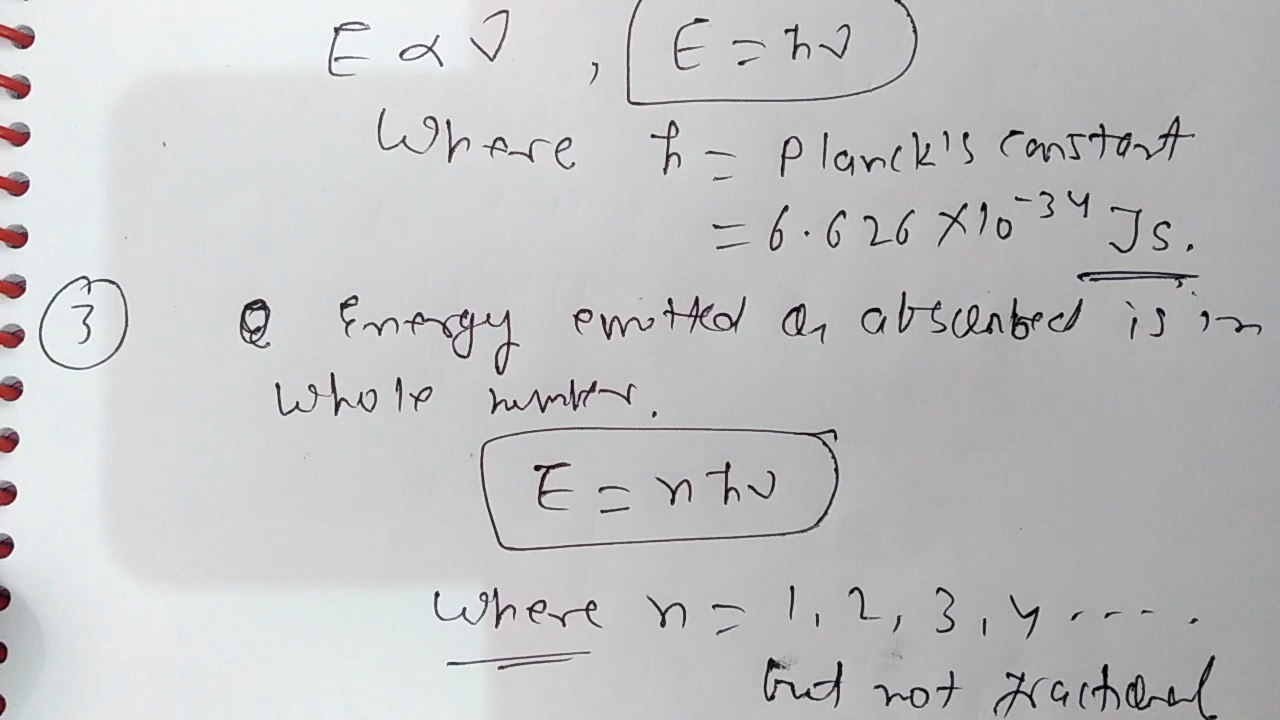 E ∝ ν , E = hν
Where h = Planck's constant
= 6.626 × 10⁻³⁴ Js.
3 Energy emitted or absorbed is in
whole number.
E = nhν
where n = 1, 2, 3, 4 ....
but not fractional